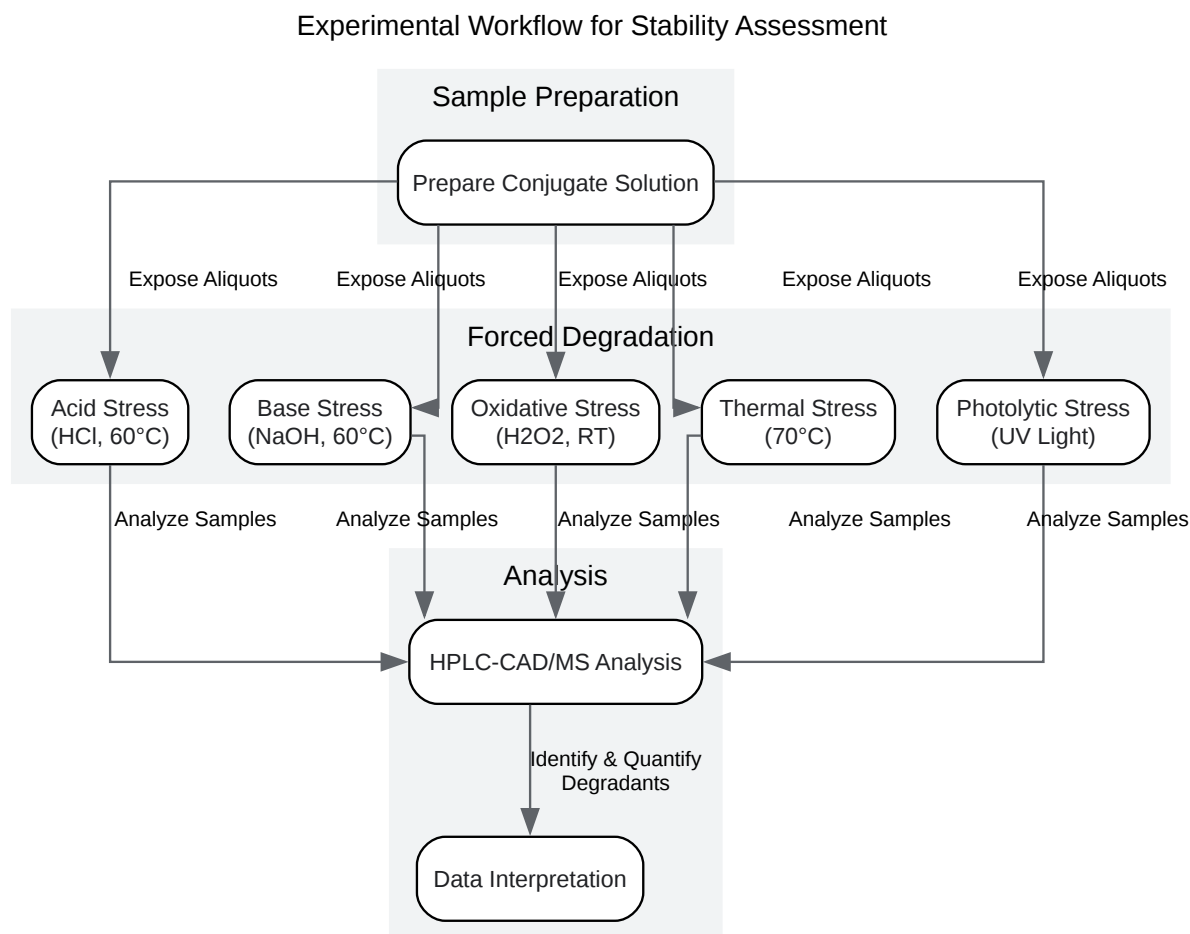 Experimental Workflow for Stability Assessment
Sample Preparation
Prepare Conjugate Solution
Expose Aliquots
Expose Aliquots
Expose Aliquots
Expose Aliquots
Expose Aliquots
Forced Degradation
Acid Stress
(HCl, 60°C)
Base Stress
(NaOH, 60°C)
Oxidative Stress
(H2O2, RT)
Thermal Stress
(70°C)
Photolytic Stress
(UV Light)
Analyze Samples
Analyze Samples
Analyze Samples
Analyze Samples
Analyze Samples
Analysis
HPLC-CAD/MS Analysis
Identify & Quantify
Degradants
Data Interpretation